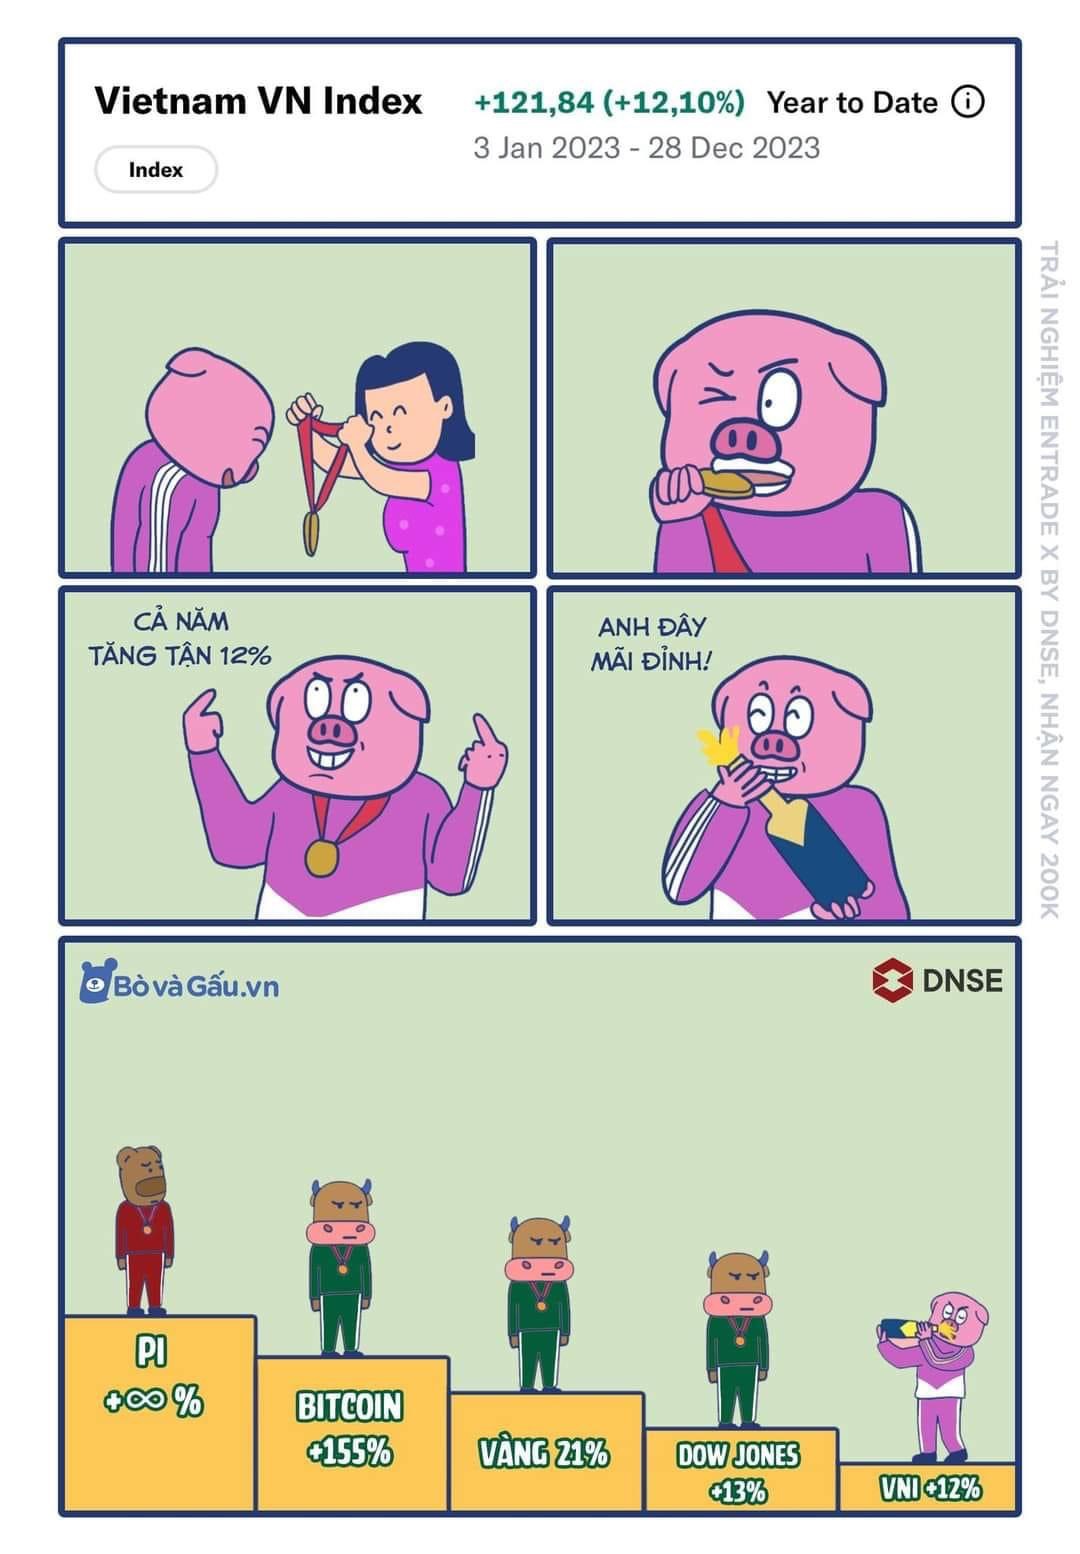 Vietnam VN Index
+121,84 (+12,10%) Year to Date
Index
3 Jan 2023 - 28 Dec 2023
TRẢI NGHIỆM ENTRADE X BY DNSE, NHẬN NGAY 200K
CẢ NĂM
TĂNG TẬN 12%
ANH ĐÂY
MÃI ĐỈNH!
Bò và Gấu.vn
DNSE
PI
+∞%
BITCOIN
+155%
VÀNG 21%
DOW JONES
+13%
VNI +12%